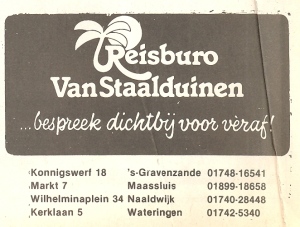 Reisburo
Van Staalduinen
...bespreek dichtbij voor veraf!
Konnigswerf 18 's-Gravenzande 01748-16541
Markt 7 Maassluis 01899-18658
Wilhelminaplein 34 Naaldwijk 01740-28448
Kerklaan 5 Wateringen 01742-5340